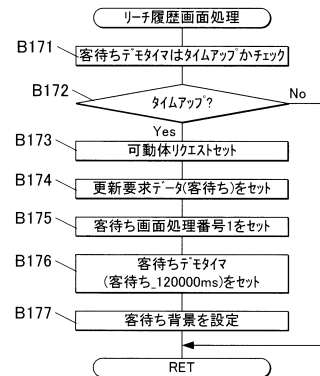 リーチ履歴画面処理
B171
客待ちデモタイマはタイムアップかチェック
B172
タイムアップ?
No
Yes
B173
可動体リクエストセット
B174
更新要求データ(客待ち)をセット
B175
客待ち画面処理番号1をセット
B176
客待ちデモタイマ
(客待ち_120000ms)をセット
B177
客待ち背景を設定
RET